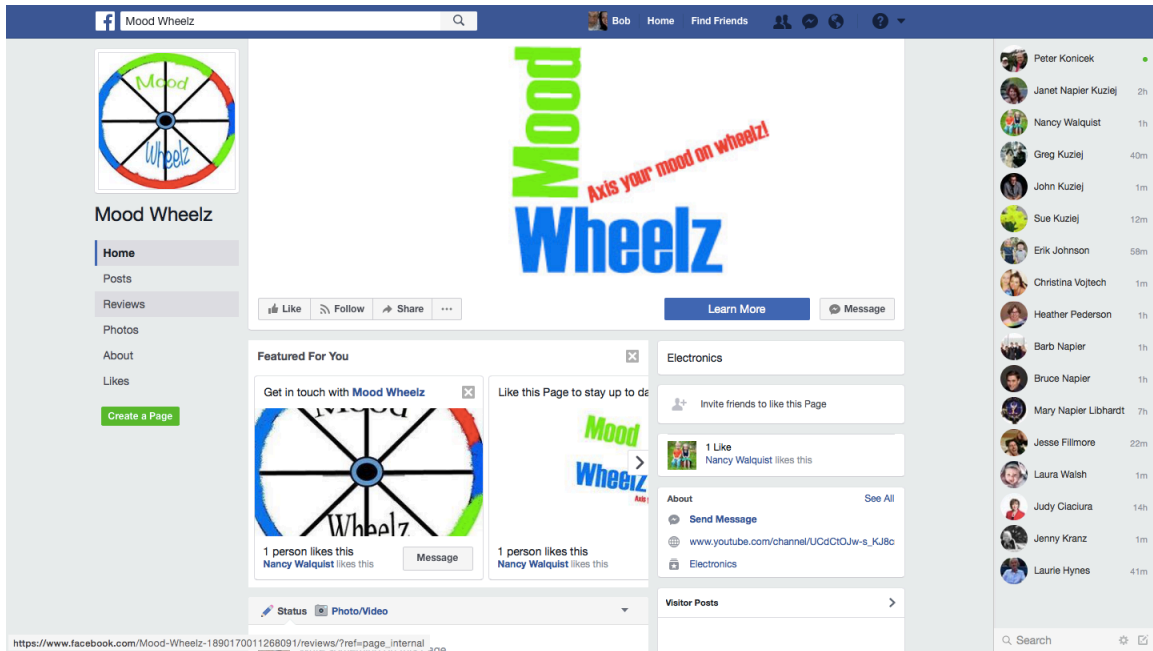 Mood Wheelz
Bob Home Find Friends
Mood
Wheelz
Mood Wheelz
Home
Posts
Reviews
Photos
About
Likes
Create a Page
Mood
Axis your mood on wheelz!
Wheelz
Like Follow Share ...
Learn More
Message
Featured For You
Get in touch with Mood Wheelz
Mood
Wheelz
1 person likes this
Nancy Walquist likes this
Message
Like this Page to stay up to da
Mood
Wheelz
1 person likes this
Nancy Walquist likes this
Status Photo/Video
Electronics
Invite friends to like this Page
1 Like
Nancy Walquist likes this
About See All
Send Message
www.youtube.com/channel/UCdCtOJw-s_KJ8c
Electronics
Visitor Posts
Peter Konicek
Janet Napier Kuziej 2h
Nancy Walquist 1h
Greg Kuziej 40m
John Kuziej 1m
Sue Kuziej 12m
Erik Johnson 58m
Christina Vojtech 1m
Heather Pederson 1h
Barb Napier 1h
Bruce Napier 1h
Mary Napier Libhardt 7h
Jesse Fillmore 22m
Laura Walsh 1m
Judy Claciura 14h
Jenny Kranz 1m
Laurie Hynes 41m
Search
https://www.facebook.com/Mood-Wheelz-1890170011268091/reviews/?ref=page_internal